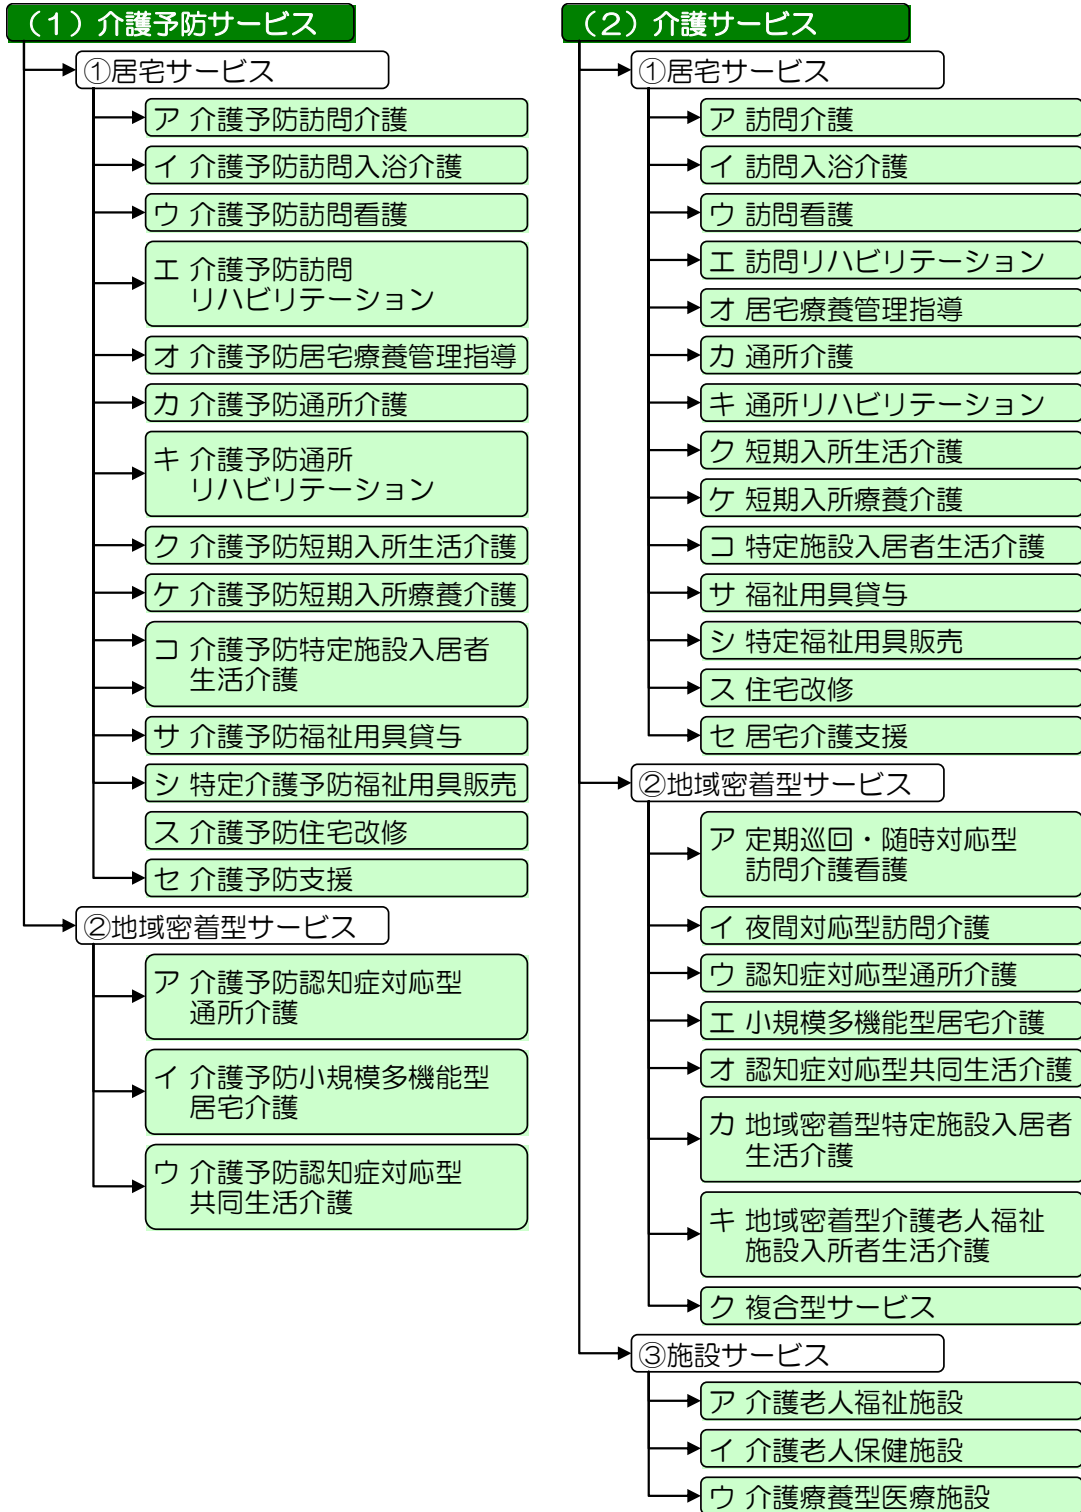 （１）介護予防サービス
①居宅サービス
ア 介護予防訪問介護
イ 介護予防訪問入浴介護
ウ 介護予防訪問看護
エ 介護予防訪問
リハビリテーション
オ 介護予防居宅療養管理指導
カ 介護予防通所介護
キ 介護予防通所
リハビリテーション
ク 介護予防短期入所生活介護
ケ 介護予防短期入所療養介護
コ 介護予防特定施設入居者
生活介護
サ 介護予防福祉用具貸与
シ 特定介護予防福祉用具販売
ス 介護予防住宅改修
セ 介護予防支援
②地域密着型サービス
ア 介護予防認知症対応型
通所介護
イ 介護予防小規模多機能型
居宅介護
ウ 介護予防認知症対応型
共同生活介護
（２）介護サービス
①居宅サービス
ア 訪問介護
イ 訪問入浴介護
ウ 訪問看護
エ 訪問リハビリテーション
オ 居宅療養管理指導
カ 通所介護
キ 通所リハビリテーション
ク 短期入所生活介護
ケ 短期入所療養介護
コ 特定施設入居者生活介護
サ 福祉用具貸与
シ 特定福祉用具販売
ス 住宅改修
セ 居宅介護支援
②地域密着型サービス
ア 定期巡回・随時対応型
訪問介護看護
イ 夜間対応型訪問介護
ウ 認知症対応型通所介護
エ 小規模多機能型居宅介護
オ 認知症対応型共同生活介護
カ 地域密着型特定施設入居者
生活介護
キ 地域密着型介護老人福祉
施設入所者生活介護
ク 複合型サービス
③施設サービス
ア 介護老人福祉施設
イ 介護老人保健施設
ウ 介護療養型医療施設